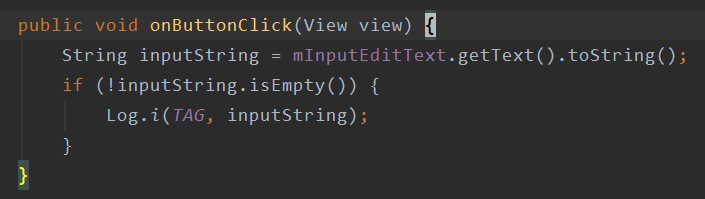 public void onButtonClick(View view) {
    String inputString = mInputEditText.getText().toString();
    if (!inputString.isEmpty()) {
        Log.i(TAG, inputString);
    }
}